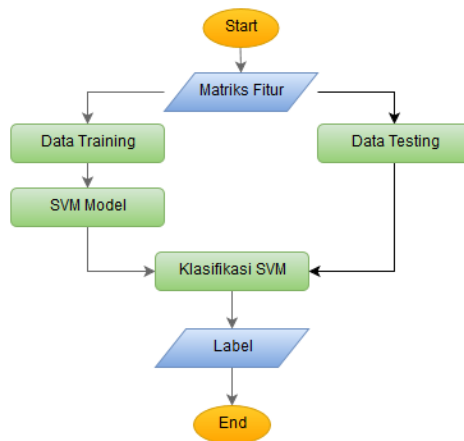 Start
Matriks Fitur
Data Training
Data Testing
SVM Model
Klasifikasi SVM
Label
End